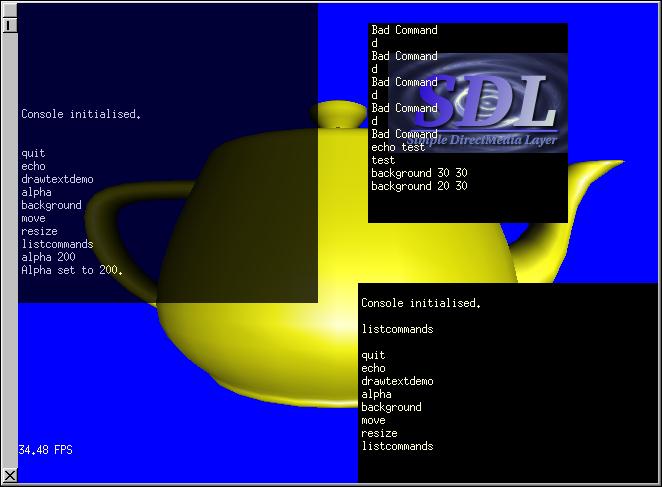 Console initialised.
quit
echo
drawtextdemo
alpha
background
move
resize
listcommands
alpha 200
Alpha set to 200.
34.48 FPS
Bad Command
d
Bad Command
d
Bad Command
d
Bad Command
d
Bad Command
echo test
test
background 30 30
background 20 30
SDL
Simple DirectMedia Layer
Console initialised.
listcommands
quit
echo
drawtextdemo
alpha
background
move
resize
listcommands